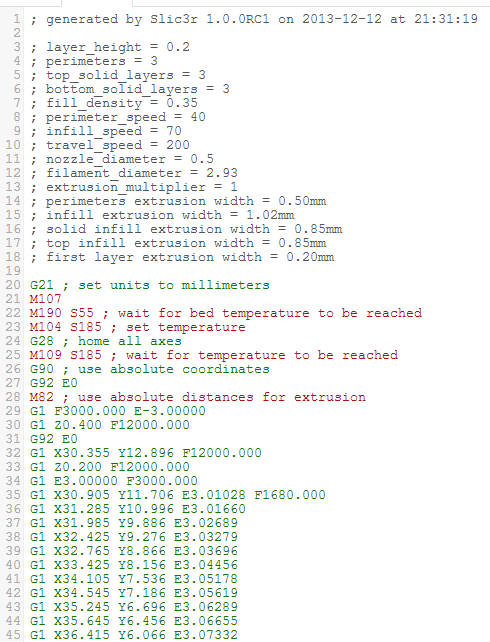 1 ; generated by Slic3r 1.0.0RC1 on 2013-12-12 at 21:31:19
2
3 ; layer_height = 0.2
4 ; perimeters = 3
5 ; top_solid_layers = 3
6 ; bottom_solid_layers = 3
7 ; fill_density = 0.35
8 ; perimeter_speed = 40
9 ; infill_speed = 70
10 ; travel_speed = 200
11 ; nozzle_diameter = 0.5
12 ; filament_diameter = 2.93
13 ; extrusion_multiplier = 1
14 ; perimeters extrusion width = 0.50mm
15 ; infill extrusion width = 1.02mm
16 ; solid infill extrusion width = 0.85mm
17 ; top infill extrusion width = 0.85mm
18 ; first layer extrusion width = 0.20mm
19
20 G21 ; set units to millimeters
21 M107
22 M190 S55 ; wait for bed temperature to be reached
23 M104 S185 ; set temperature
24 G28 ; home all axes
25 M109 S185 ; wait for temperature to be reached
26 G90 ; use absolute coordinates
27 G92 E0
28 M82 ; use absolute distances for extrusion
29 G1 F3000.000 E-3.00000
30 G1 Z0.400 F12000.000
31 G92 E0
32 G1 X30.355 Y12.896 F12000.000
33 G1 Z0.200 F12000.000
34 G1 E3.00000 F3000.000
35 G1 X30.905 Y11.706 E3.01028 F1680.000
36 G1 X31.285 Y10.996 E3.01660
37 G1 X31.985 Y9.886 E3.02689
38 G1 X32.425 Y9.276 E3.03279
39 G1 X32.765 Y8.866 E3.03696
40 G1 X33.425 Y8.156 E3.04456
41 G1 X34.105 Y7.536 E3.05178
42 G1 X34.545 Y7.186 E3.05619
43 G1 X35.245 Y6.696 E3.06289
44 G1 X35.645 Y6.456 E3.06655
45 G1 X36.415 Y6.066 E3.07332